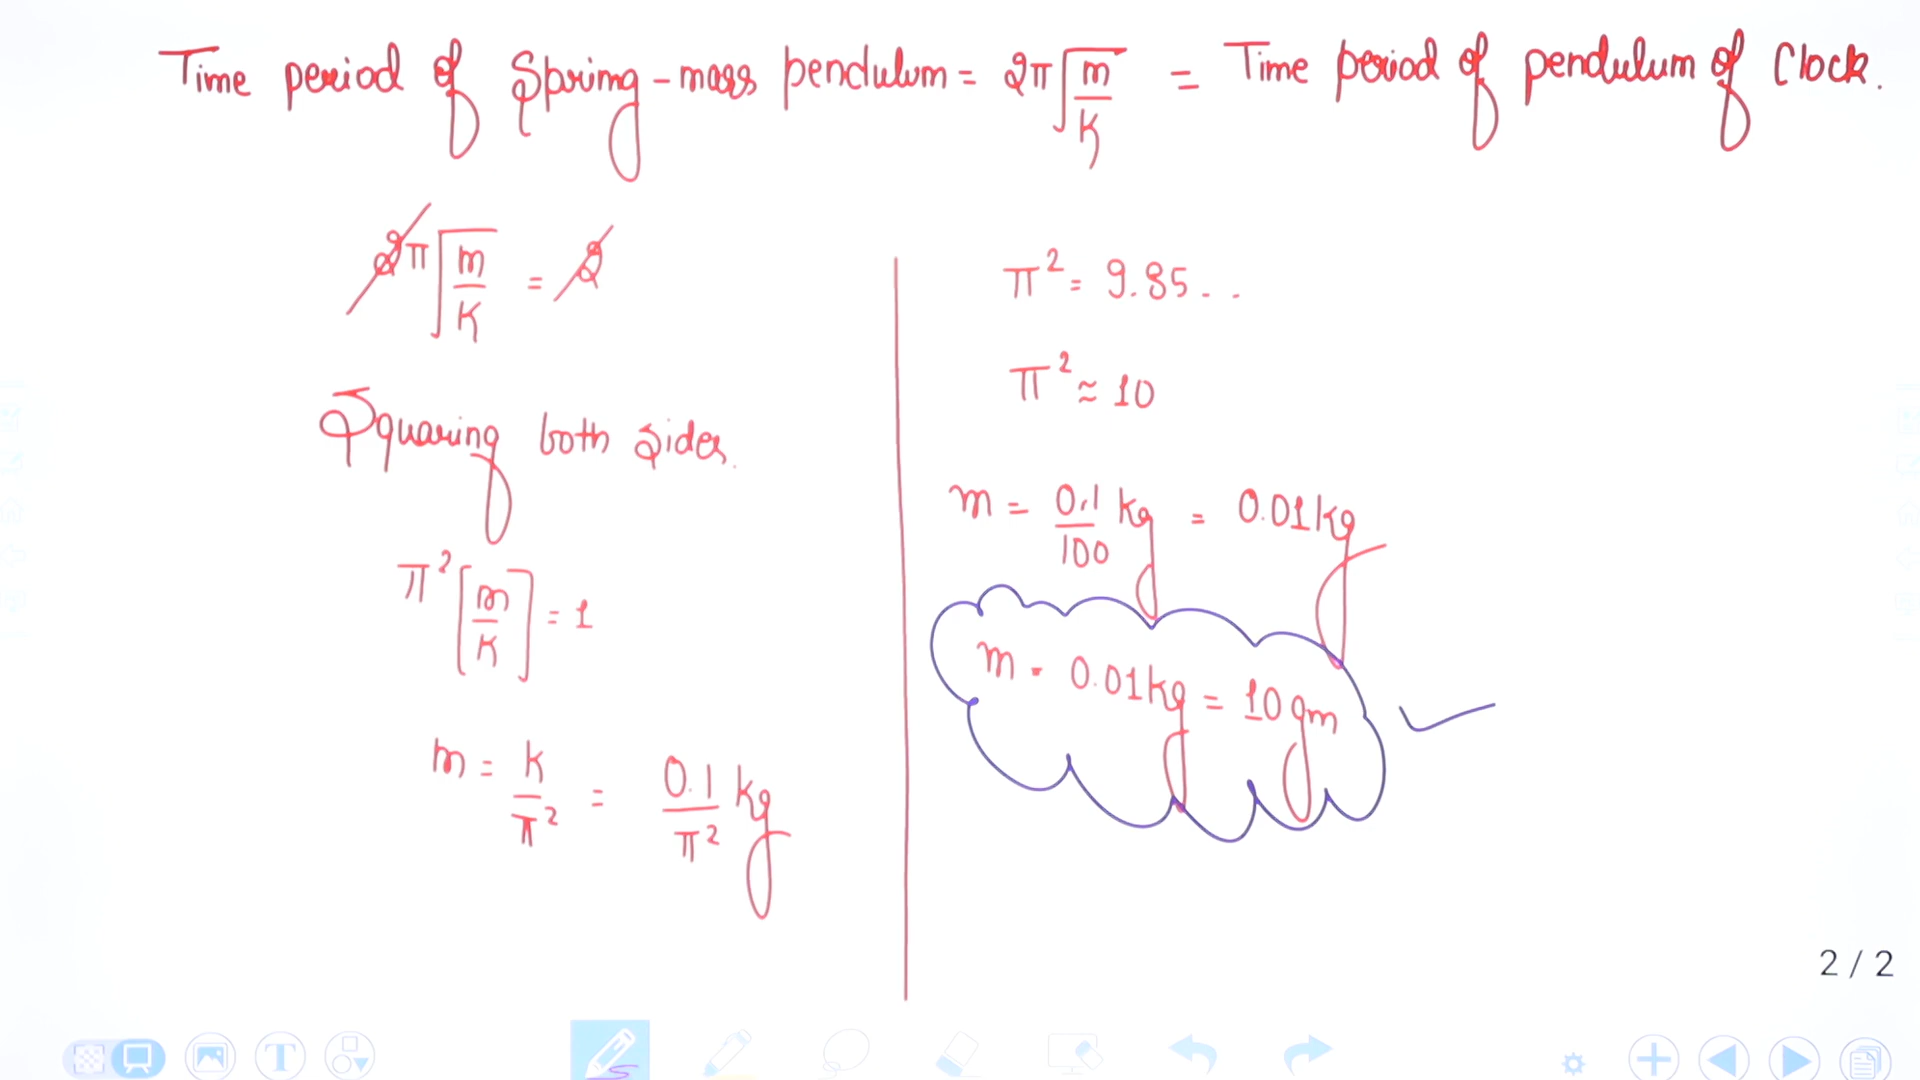 Time period of Spring-mass pendulum = 2π√(m/K) = Time period of pendulum of Clock.
2π√(m/K) = 2
Squaring both sides.
π²[m/K] = 1
m = K/π² = 0.1/π² kg
π² = 9.85..
π² ≈ 10
m = 0.1/100 kg = 0.01kg
m = 0.01kg = 10gm
2 / 2
T